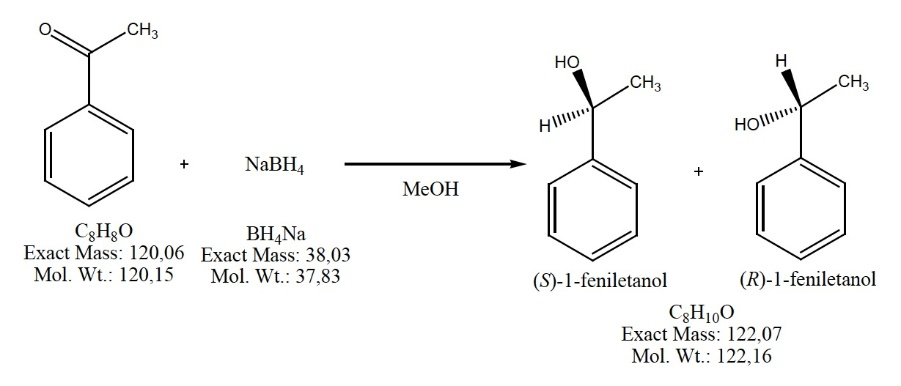 O
CH₃
+
NaBH₄
MeOH
HO
CH₃
H
+
H
CH₃
HO
C₈H₈O
Exact Mass: 120,06
Mol. Wt.: 120,15
BH₄Na
Exact Mass: 38,03
Mol. Wt.: 37,83
(S)-1-feniletanol
(R)-1-feniletanol
C₈H₁₀O
Exact Mass: 122,07
Mol. Wt.: 122,16